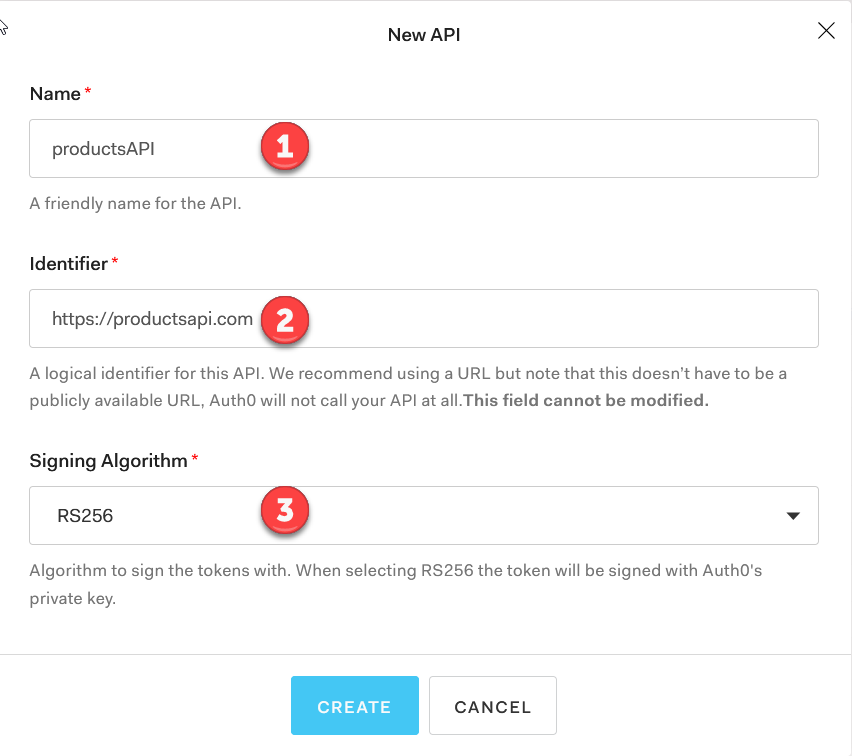 New API
Name *
productsAPI 1
A friendly name for the API.
Identifier *
https://productsapi.com 2
A logical identifier for this API. We recommend using a URL but note that this doesn’t have to be a
publicly available URL, Auth0 will not call your API at all.This field cannot be modified.
Signing Algorithm *
RS256 3
Algorithm to sign the tokens with. When selecting RS256 the token will be signed with Auth0's
private key.
CREATE CANCEL